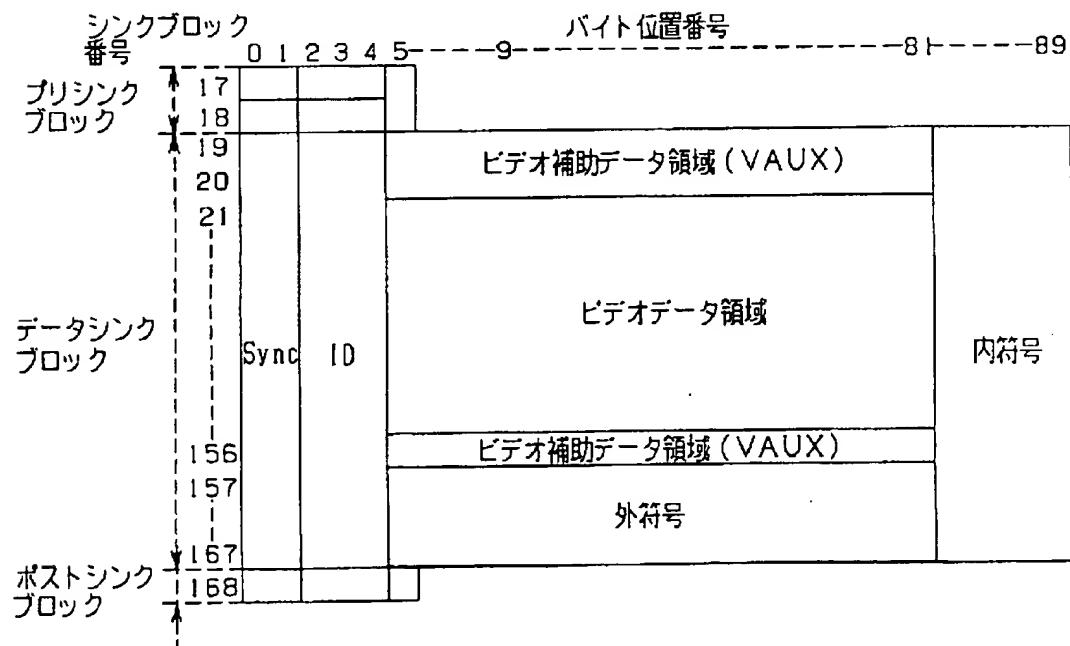 シンクブロック
番号
バイト位置番号
0 1 2 3 4 5 9 81 89
プリシンク
ブロック
17
18
19
20
21
ビデオ補助データ領域(VAUX)
データシンク
ブロック
Sync
ID
ビデオデータ領域
内符号
156
ビデオ補助データ領域(VAUX)
157
外符号
167
ポストシンク
ブロック
168